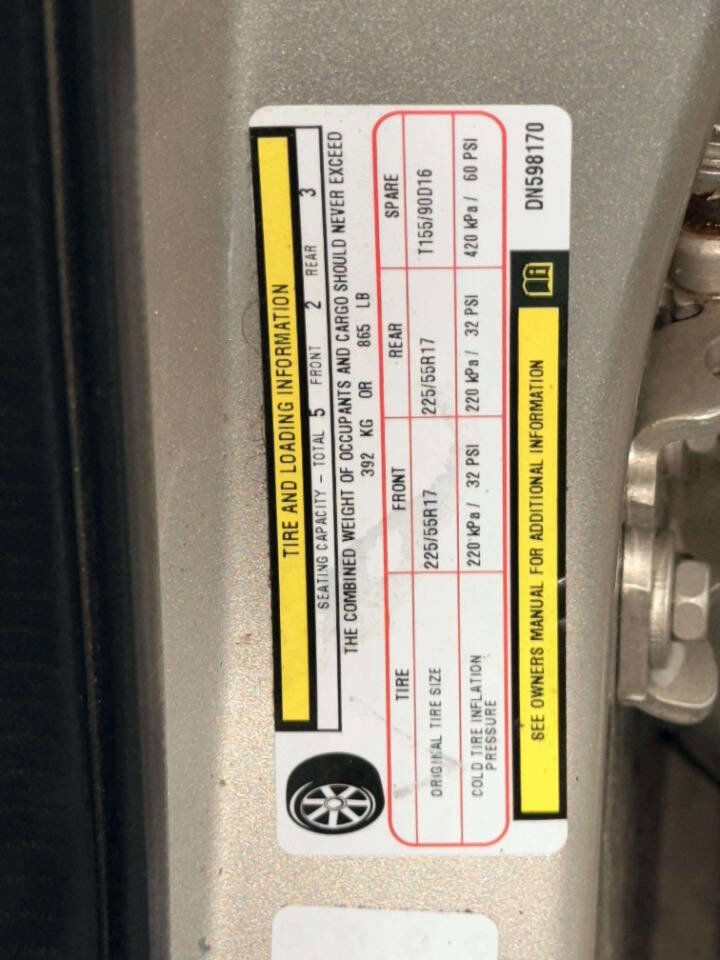 TIRE AND LOADING INFORMATION
SEATING CAPACITY - TOTAL 5 FRONT 2 REAR 3
THE COMBINED WEIGHT OF OCCUPANTS AND CARGO SHOULD NEVER EXCEED
392 KG OR 865 LB
TIRE FRONT REAR SPARE
ORIGINAL TIRE SIZE 225/55R17 225/55R17 T155/90D16
COLD TIRE INFLATION PRESSURE 220 kPa / 32 PSI 220 kPa / 32 PSI 420 kPa / 60 PSI
SEE OWNERS MANUAL FOR ADDITIONAL INFORMATION
DN598170